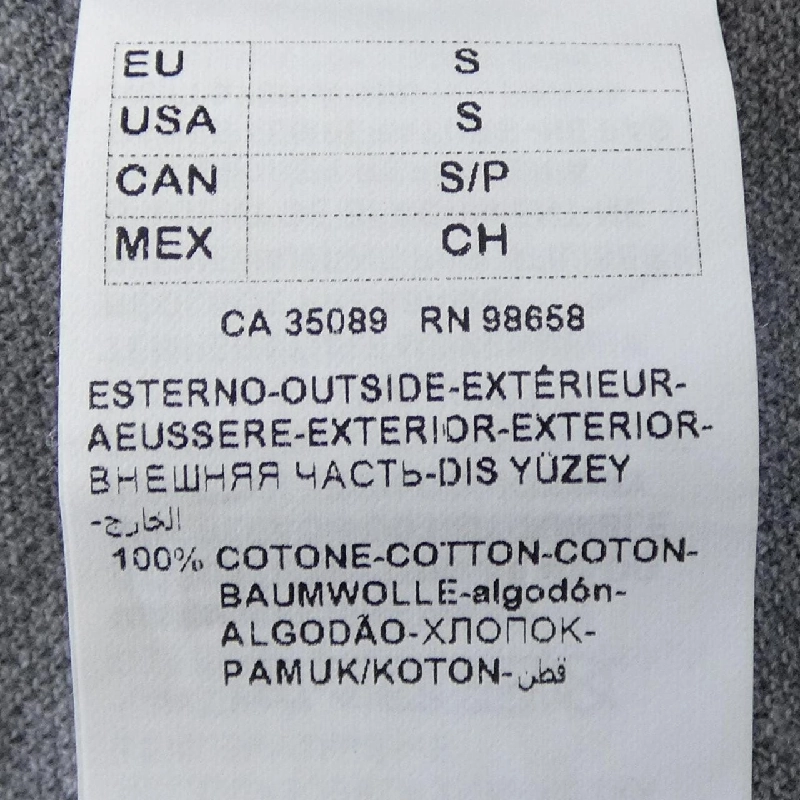 EU S
USA S
CAN S/P
MEX CH
CA 35089 RN 98658
ESTERNO-OUTSIDE-EXTÉRIEUR-
AEUSSERE-EXTERIOR-EXTERIOR-
ВНЕШНЯЯ ЧАСТЬ-DIS YÜZEY
-الخارج
100% COTONE-COTTON-COTON-
BAUMWOLLE-algodón-
ALGODÃO-ХЛОПОК-
PAMUK/KOTON-قطن